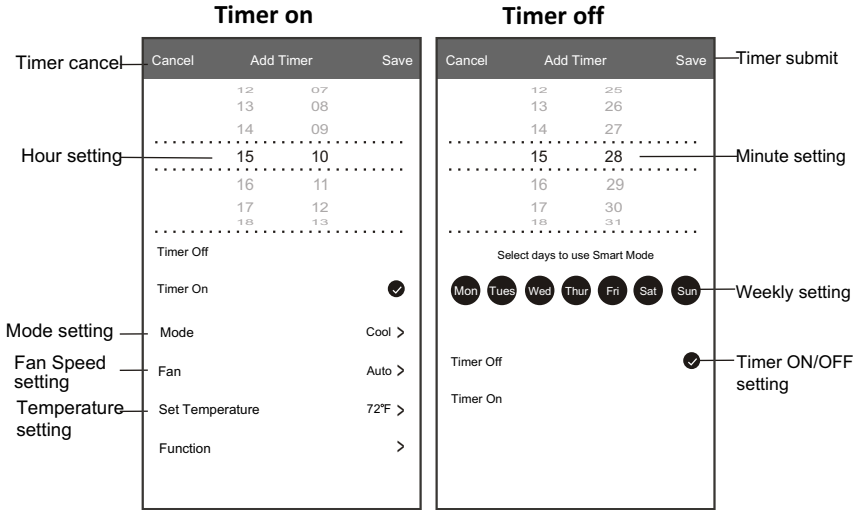 Timer on
Timer off
Timer cancel
Cancel Add Timer Save
Cancel Add Timer Save
Timer submit
12 07
13 08
14 09
15 10
16 11
17 12
18 13
Hour setting
12 25
13 26
14 27
15 28
16 29
17 30
18 31
Minute setting
Timer Off
Timer On
Mode setting
Mode Cool >
Fan Speed
setting
Fan Auto >
Temperature
setting
Set Temperature 72°F >
Function >
Select days to use Smart Mode
Mon Tues Wed Thur Fri Sat Sun
Weekly setting
Timer Off
Timer On
Timer ON/OFF
setting